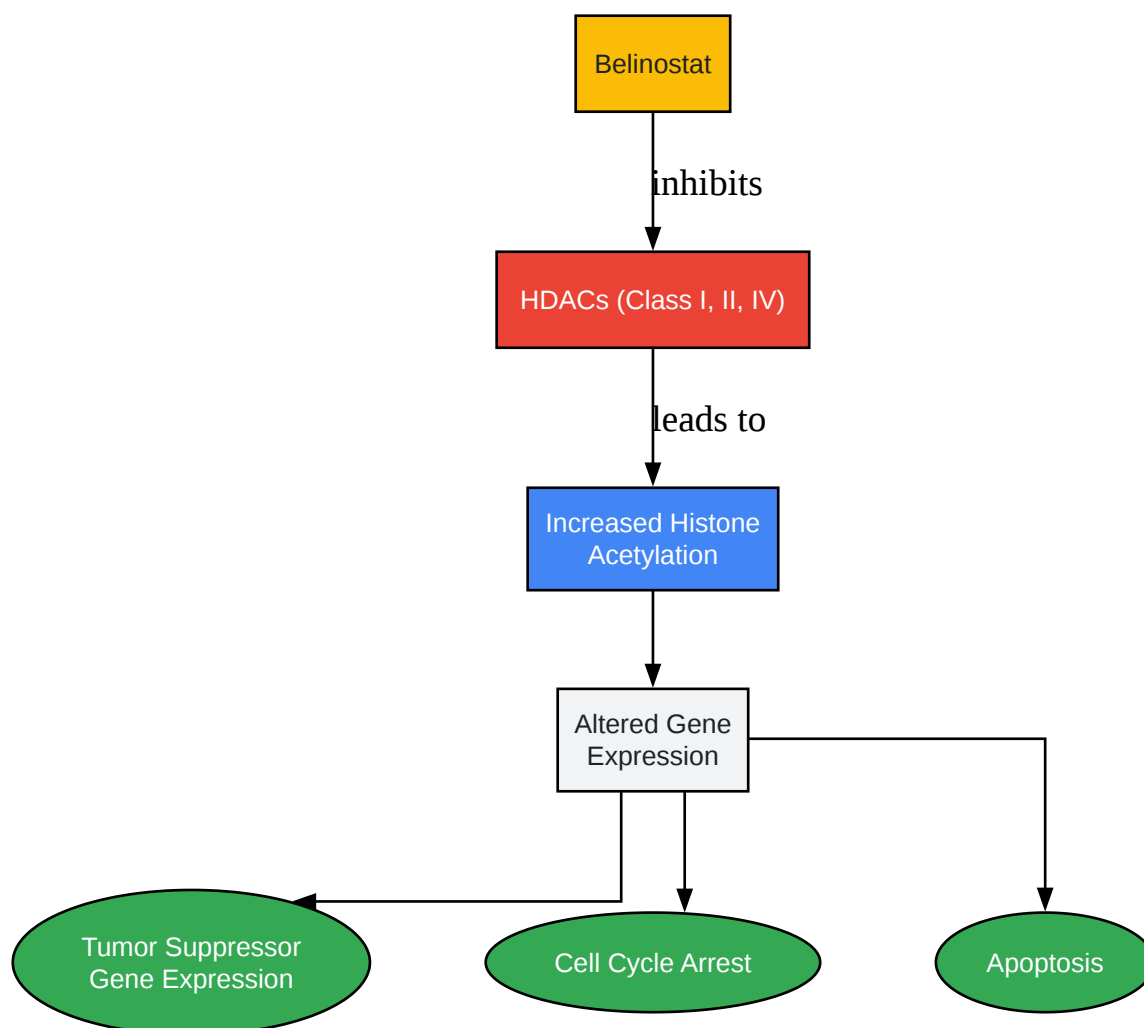 Belinostat
inhibits
HDACs (Class I, II, IV)
leads to
Increased Histone
Acetylation
Altered Gene
Expression
Tumor Suppressor
Gene Expression
Cell Cycle Arrest
Apoptosis